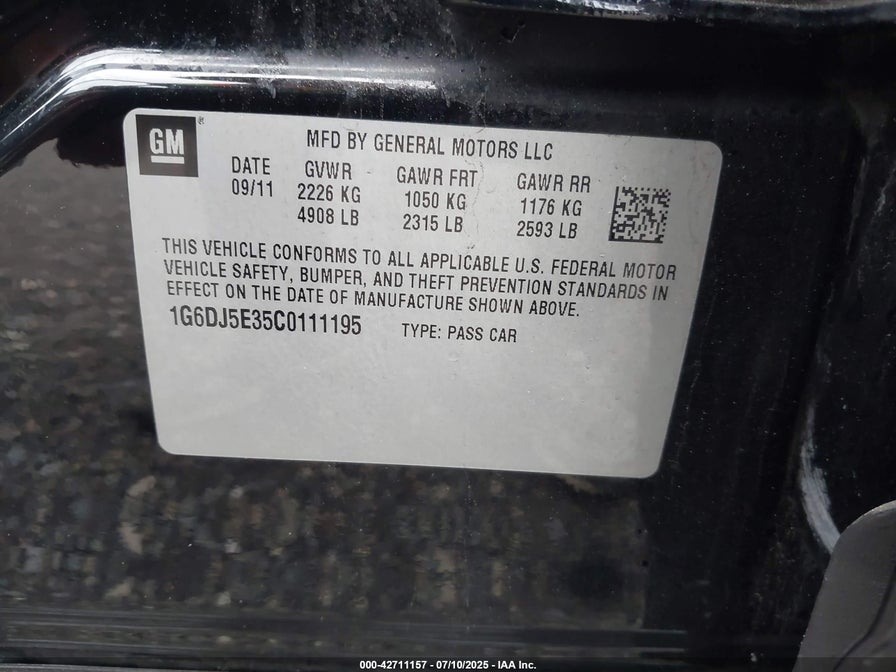 GM®
MFD BY GENERAL MOTORS LLC
DATE GVWR GAWR FRT GAWR RR
09/11 2226 KG 1050 KG 1176 KG
4908 LB 2315 LB 2593 LB
THIS VEHICLE CONFORMS TO ALL APPLICABLE U.S. FEDERAL MOTOR
VEHICLE SAFETY, BUMPER, AND THEFT PREVENTION STANDARDS IN
EFFECT ON THE DATE OF MANUFACTURE SHOWN ABOVE.
1G6DJ5E35C0111195 TYPE: PASS CAR
000-42711157 - 07/10/2025 - IAA Inc.